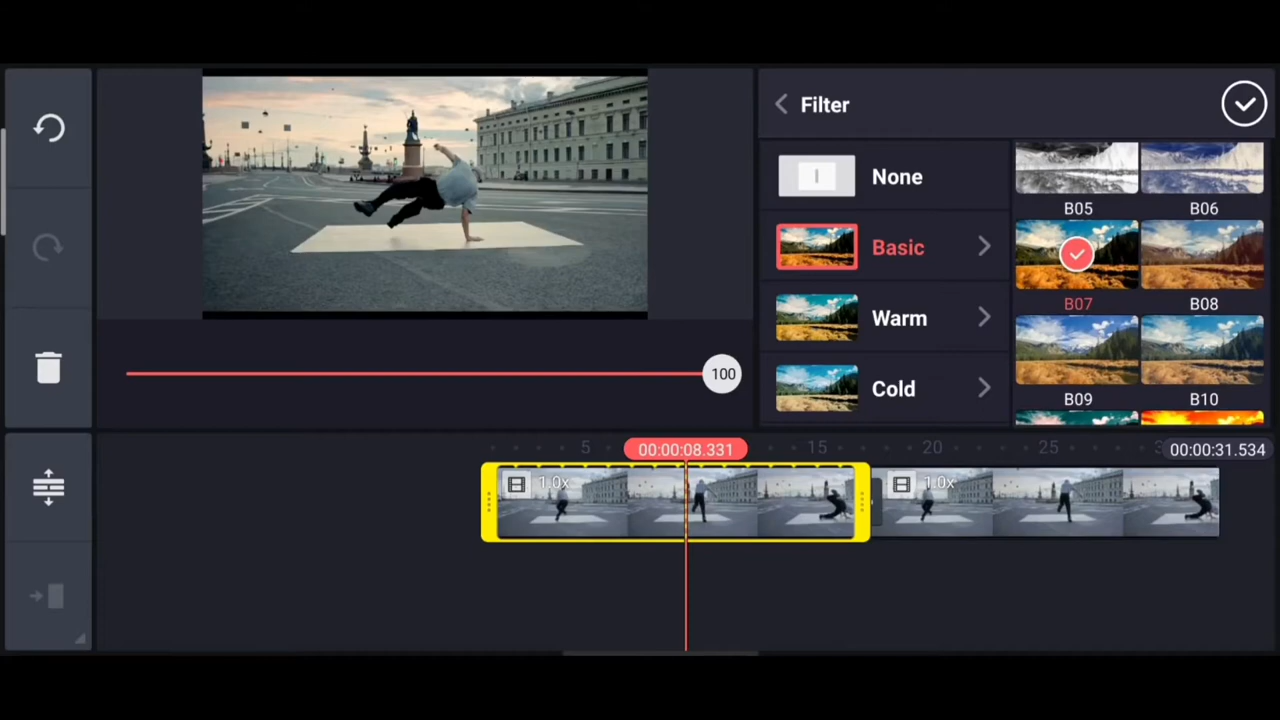 Filter
None
Basic
Warm
Cold
B05
B06
B07
B08
B09
B10
100
5
00:00:08.331
15
20
25
00:00:31.534
1.0x
1.0x